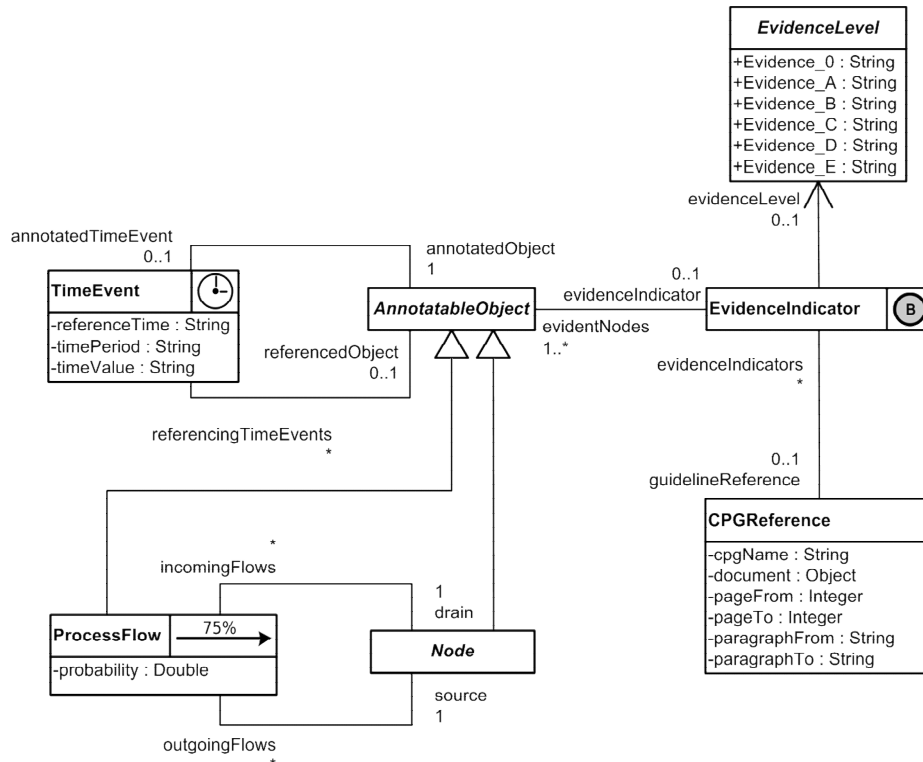 EvidenceLevel
+Evidence_0 : String
+Evidence_A : String
+Evidence_B : String
+Evidence_C : String
+Evidence_D : String
+Evidence_E : String
evidenceLevel
0..1
annotatedTimeEvent
0..1
annotatedObject
1
TimeEvent
-referenceTime : String
-timePeriod : String
-timeValue : String
AnnotatableObject
0..1
evidenceIndicator
evidentNodes
1..*
EvidenceIndicator
B
referencedObject
0..1
evidenceIndicators
*
referencingTimeEvents
*
0..1
guidelineReference
CPGReference
-cpgName : String
-document : Object
-pageFrom : Integer
-pageTo : Integer
-paragraphFrom : String
-paragraphTo : String
*
incomingFlows
1
drain
ProcessFlow
75%
-probability : Double
Node
source
1
outgoingFlows
*